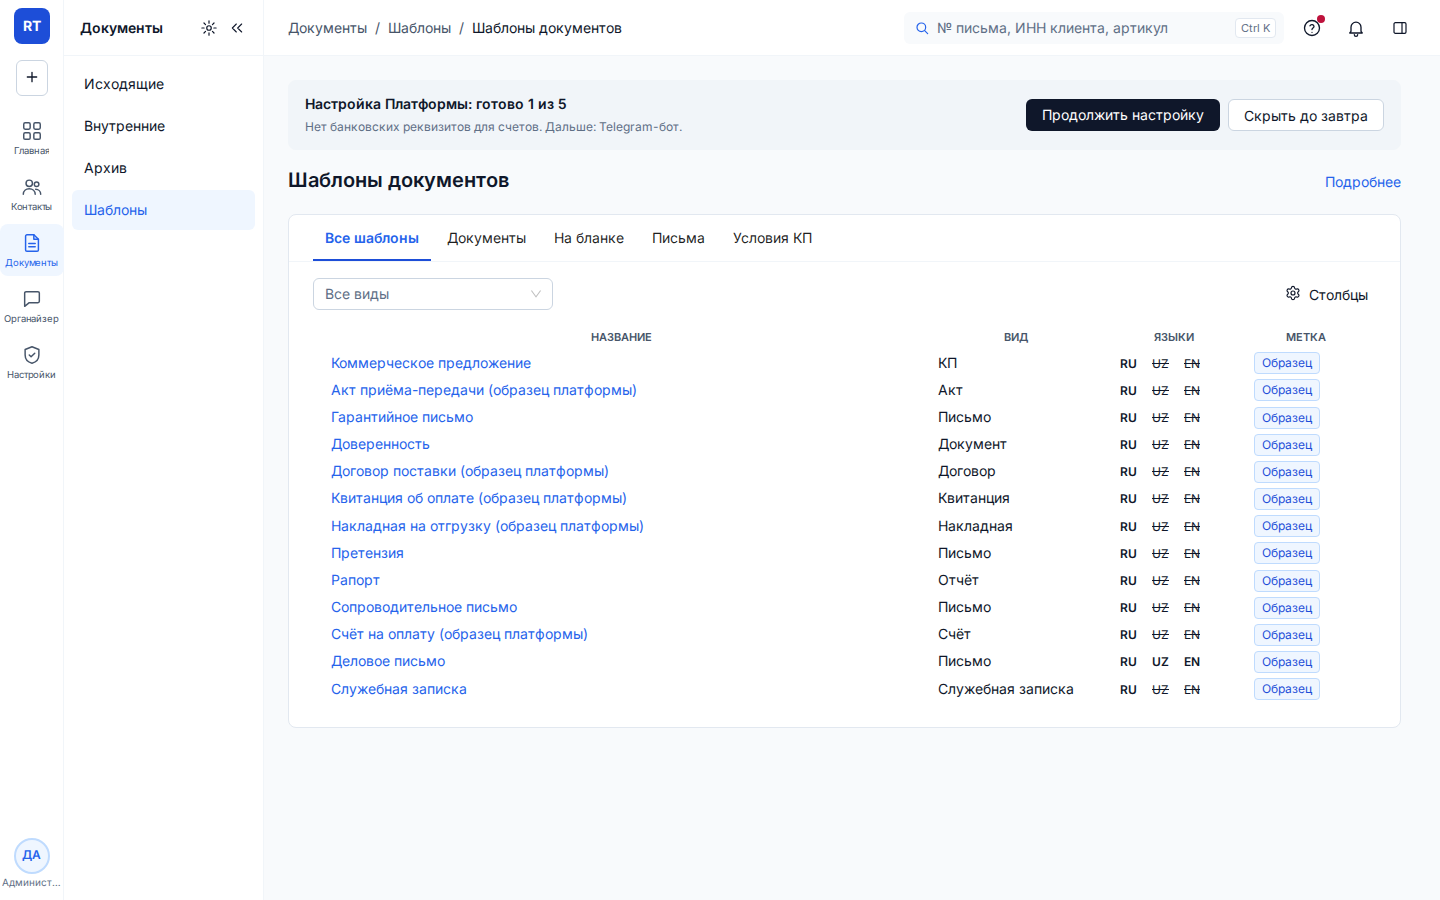 RT
Документы
Документы / Шаблоны / Шаблоны документов
№ письма, ИНН клиента, артикул
Ctrl K
Главная
Контакты
Документы
Органайзер
Настройки
ДА
Админист...
Исходящие
Внутренние
Архив
Шаблоны
Настройка Платформы: готово 1 из 5
Нет банковских реквизитов для счетов. Дальше: Telegram-бот.
Продолжить настройку
Скрыть до завтра
Шаблоны документов
Подробнее
Все шаблоны Документы На бланке Письма Условия КП
Все виды
Столбцы
НАЗВАНИЕ ВИД ЯЗЫКИ МЕТКА
Коммерческое предложение КП RU UZ EN Образец
Акт приёма-передачи (образец платформы) Акт RU UZ EN Образец
Гарантийное письмо Письмо RU UZ EN Образец
Доверенность Документ RU UZ EN Образец
Договор поставки (образец платформы) Договор RU UZ EN Образец
Квитанция об оплате (образец платформы) Квитанция RU UZ EN Образец
Накладная на отгрузку (образец платформы) Накладная RU UZ EN Образец
Претензия Письмо RU UZ EN Образец
Рапорт Отчёт RU UZ EN Образец
Сопроводительное письмо Письмо RU UZ EN Образец
Счёт на оплату (образец платформы) Счёт RU UZ EN Образец
Деловое письмо Письмо RU UZ EN Образец
Служебная записка Служебная записка RU UZ EN Образец